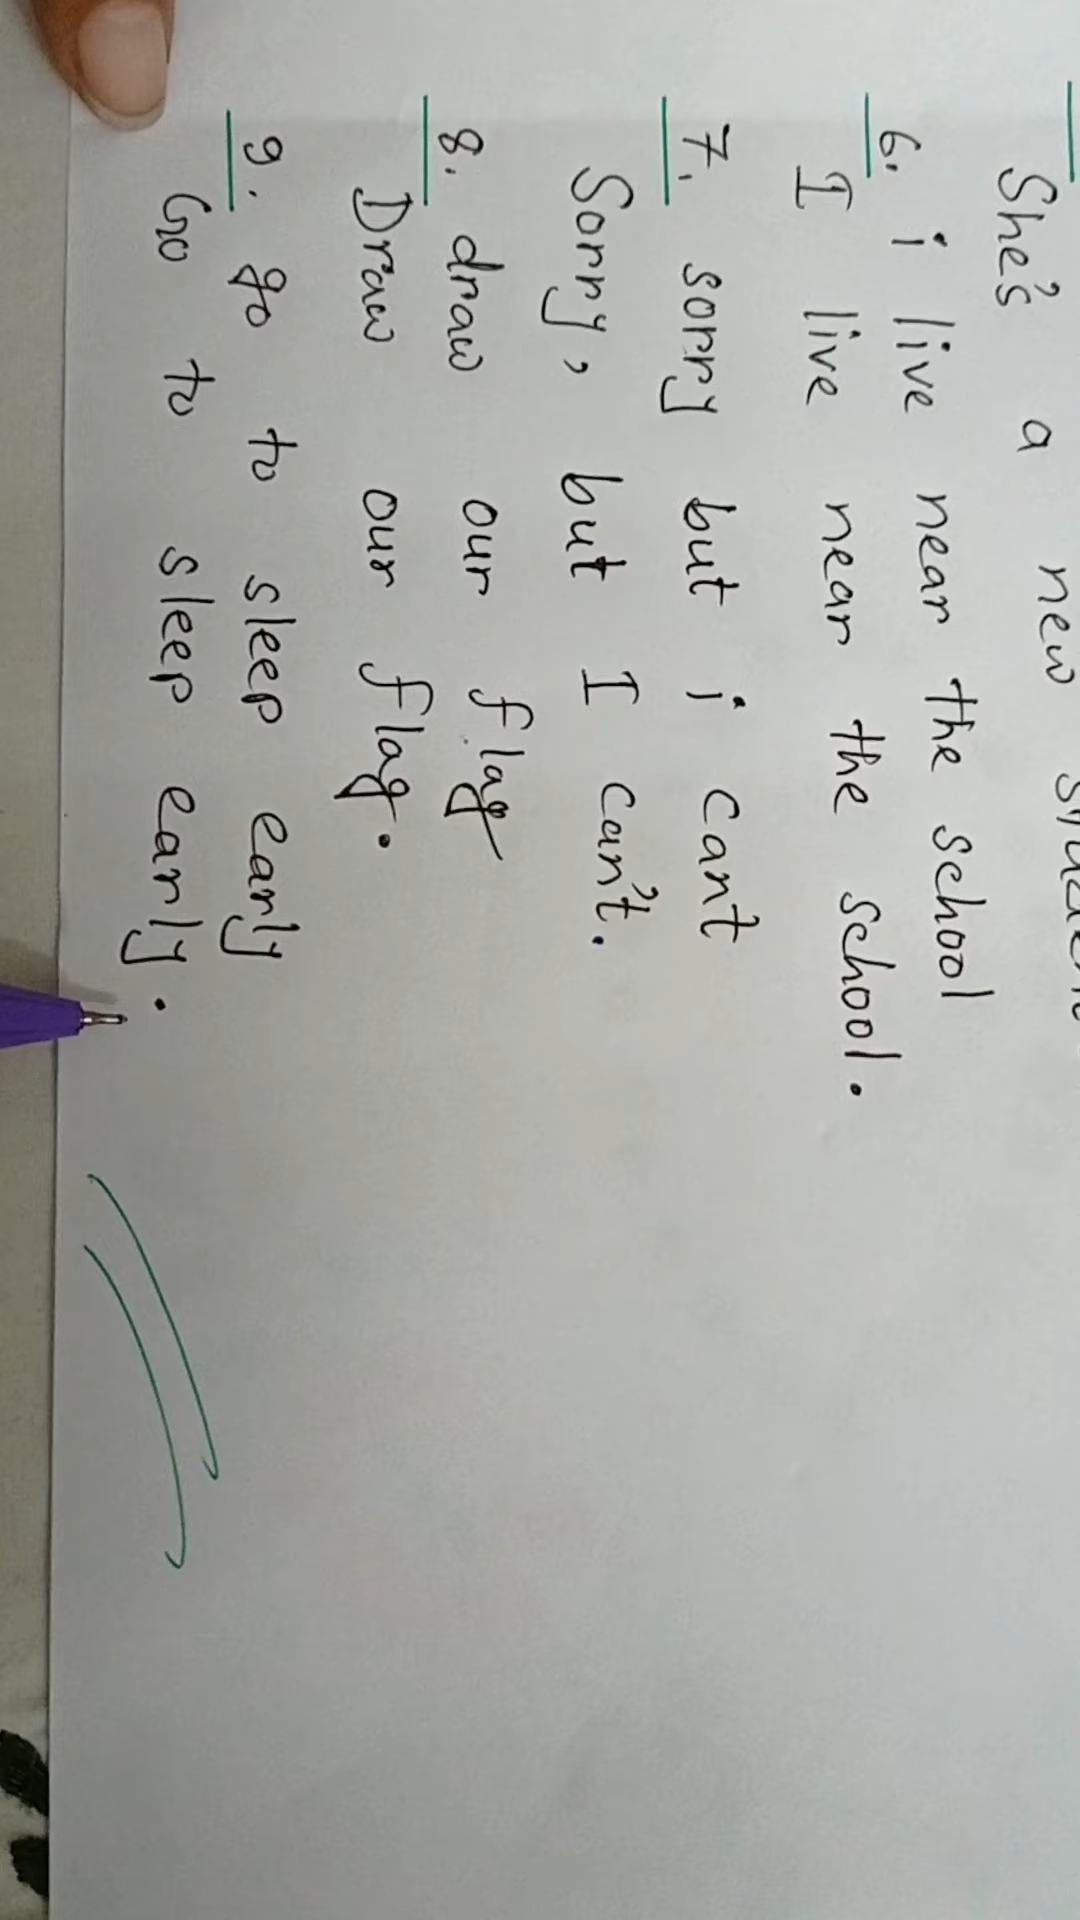 She's a new student
6. i live near the school
I live near the school.
7. sorry but i cant
Sorry, but I can't.
8. draw our flag
Draw our flag.
9. go to sleep early
Go to sleep early.